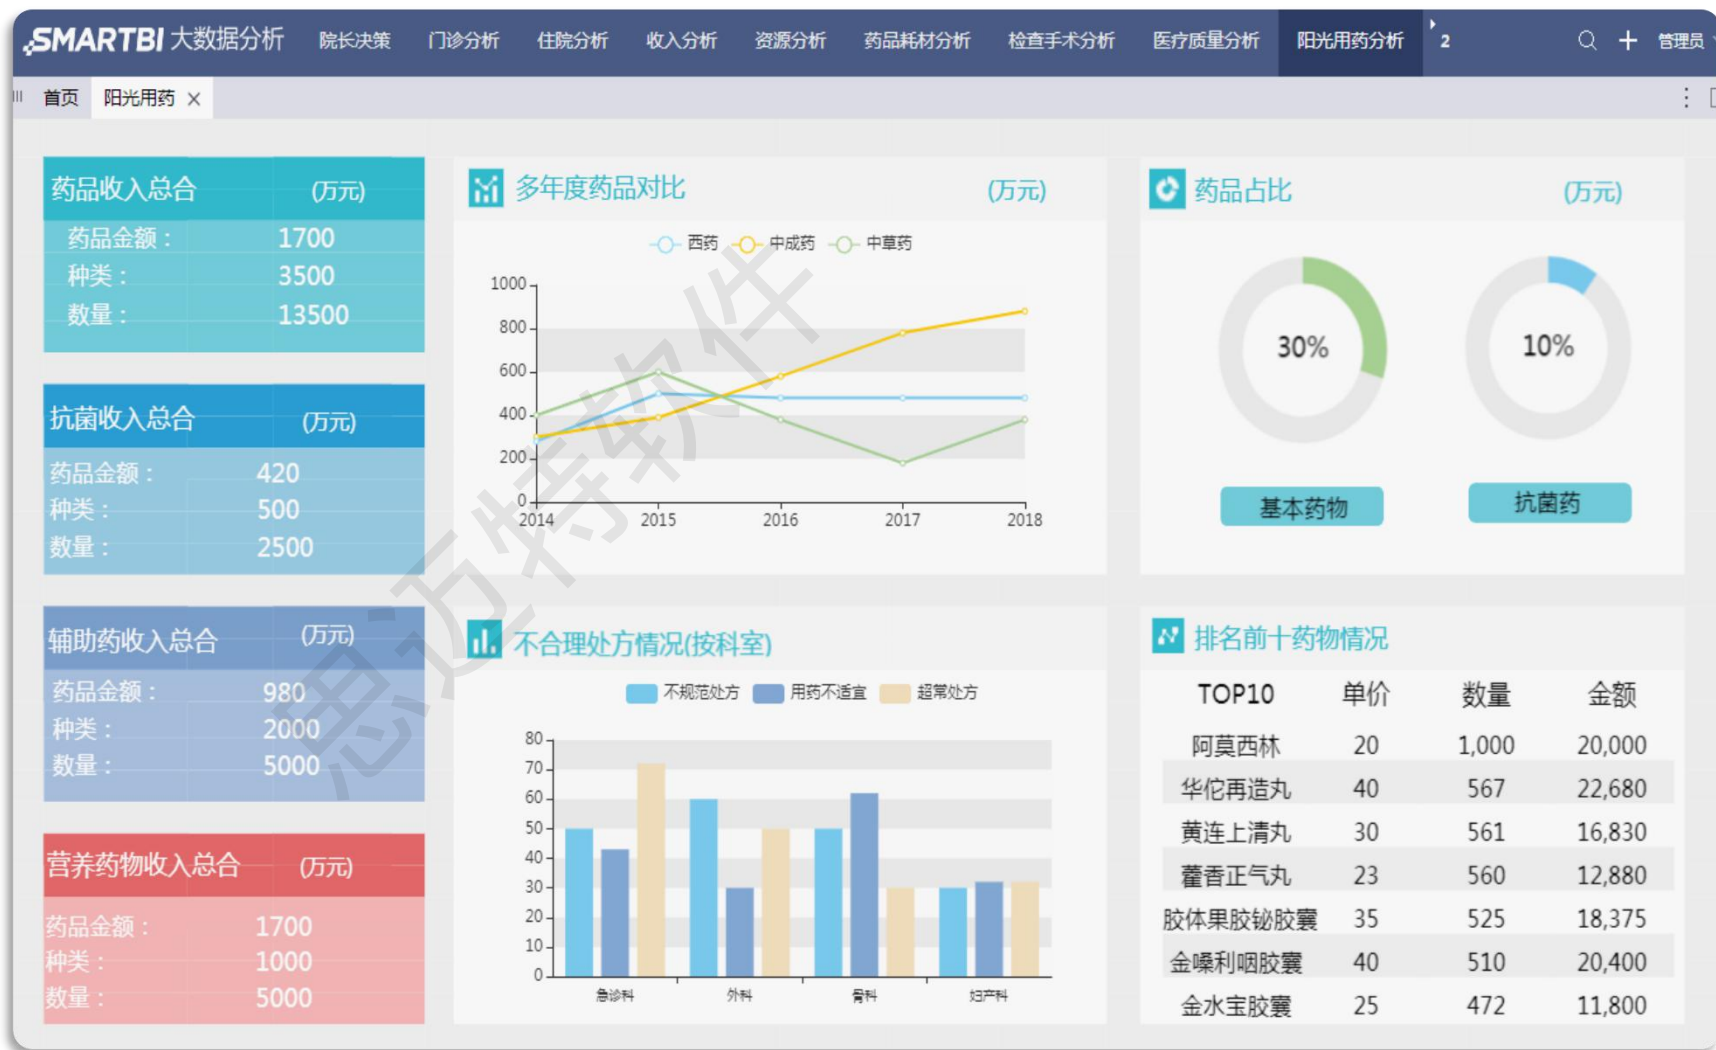 SMARTBI 大数据分析 院长决策 门诊分析 住院分析 收入分析 资源分析 药品耗材分析 检查手术分析 医疗质量分析 阳光用药分析 2 管理员
首页 阳光用药
药品收入总合 (万元)
药品金额： 1700
种类： 3500
数量： 13500
抗菌收入总合 (万元)
药品金额： 420
种类： 500
数量： 2500
辅助药收入总合 (万元)
药品金额： 980
种类： 2000
数量： 5000
营养药物收入总合 (万元)
药品金额： 1700
种类： 1000
数量： 5000
多年度药品对比 (万元)
西药 中成药 中草药
1000
800
600
400
200
0
2014 2015 2016 2017 2018
不合理处方情况(按科室)
不规范处方 用药不适宜 超常处方
80
70
60
50
40
30
20
10
0
急诊科 外科 骨科 妇产科
药品占比 (万元)
30% 10%
基本药物 抗菌药
排名前十药物情况
TOP10 单价 数量 金额
阿莫西林 20 1,000 20,000
华佗再造丸 40 567 22,680
黄连上清丸 30 561 16,830
藿香正气丸 23 560 12,880
胶体果胶铋胶囊 35 525 18,375
金嗓利咽胶囊 40 510 20,400
金水宝胶囊 25 472 11,800
思迈特软件